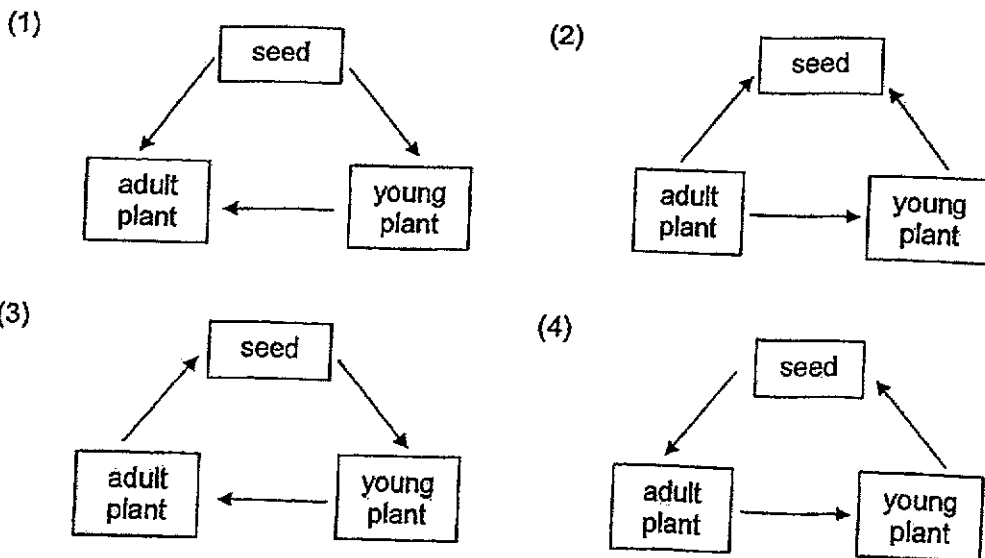 (1)
seed
adult
plant
young
plant
(2)
seed
adult
plant
young
plant
(3)
seed
adult
plant
young
plant
(4)
seed
adult
plant
young
plant